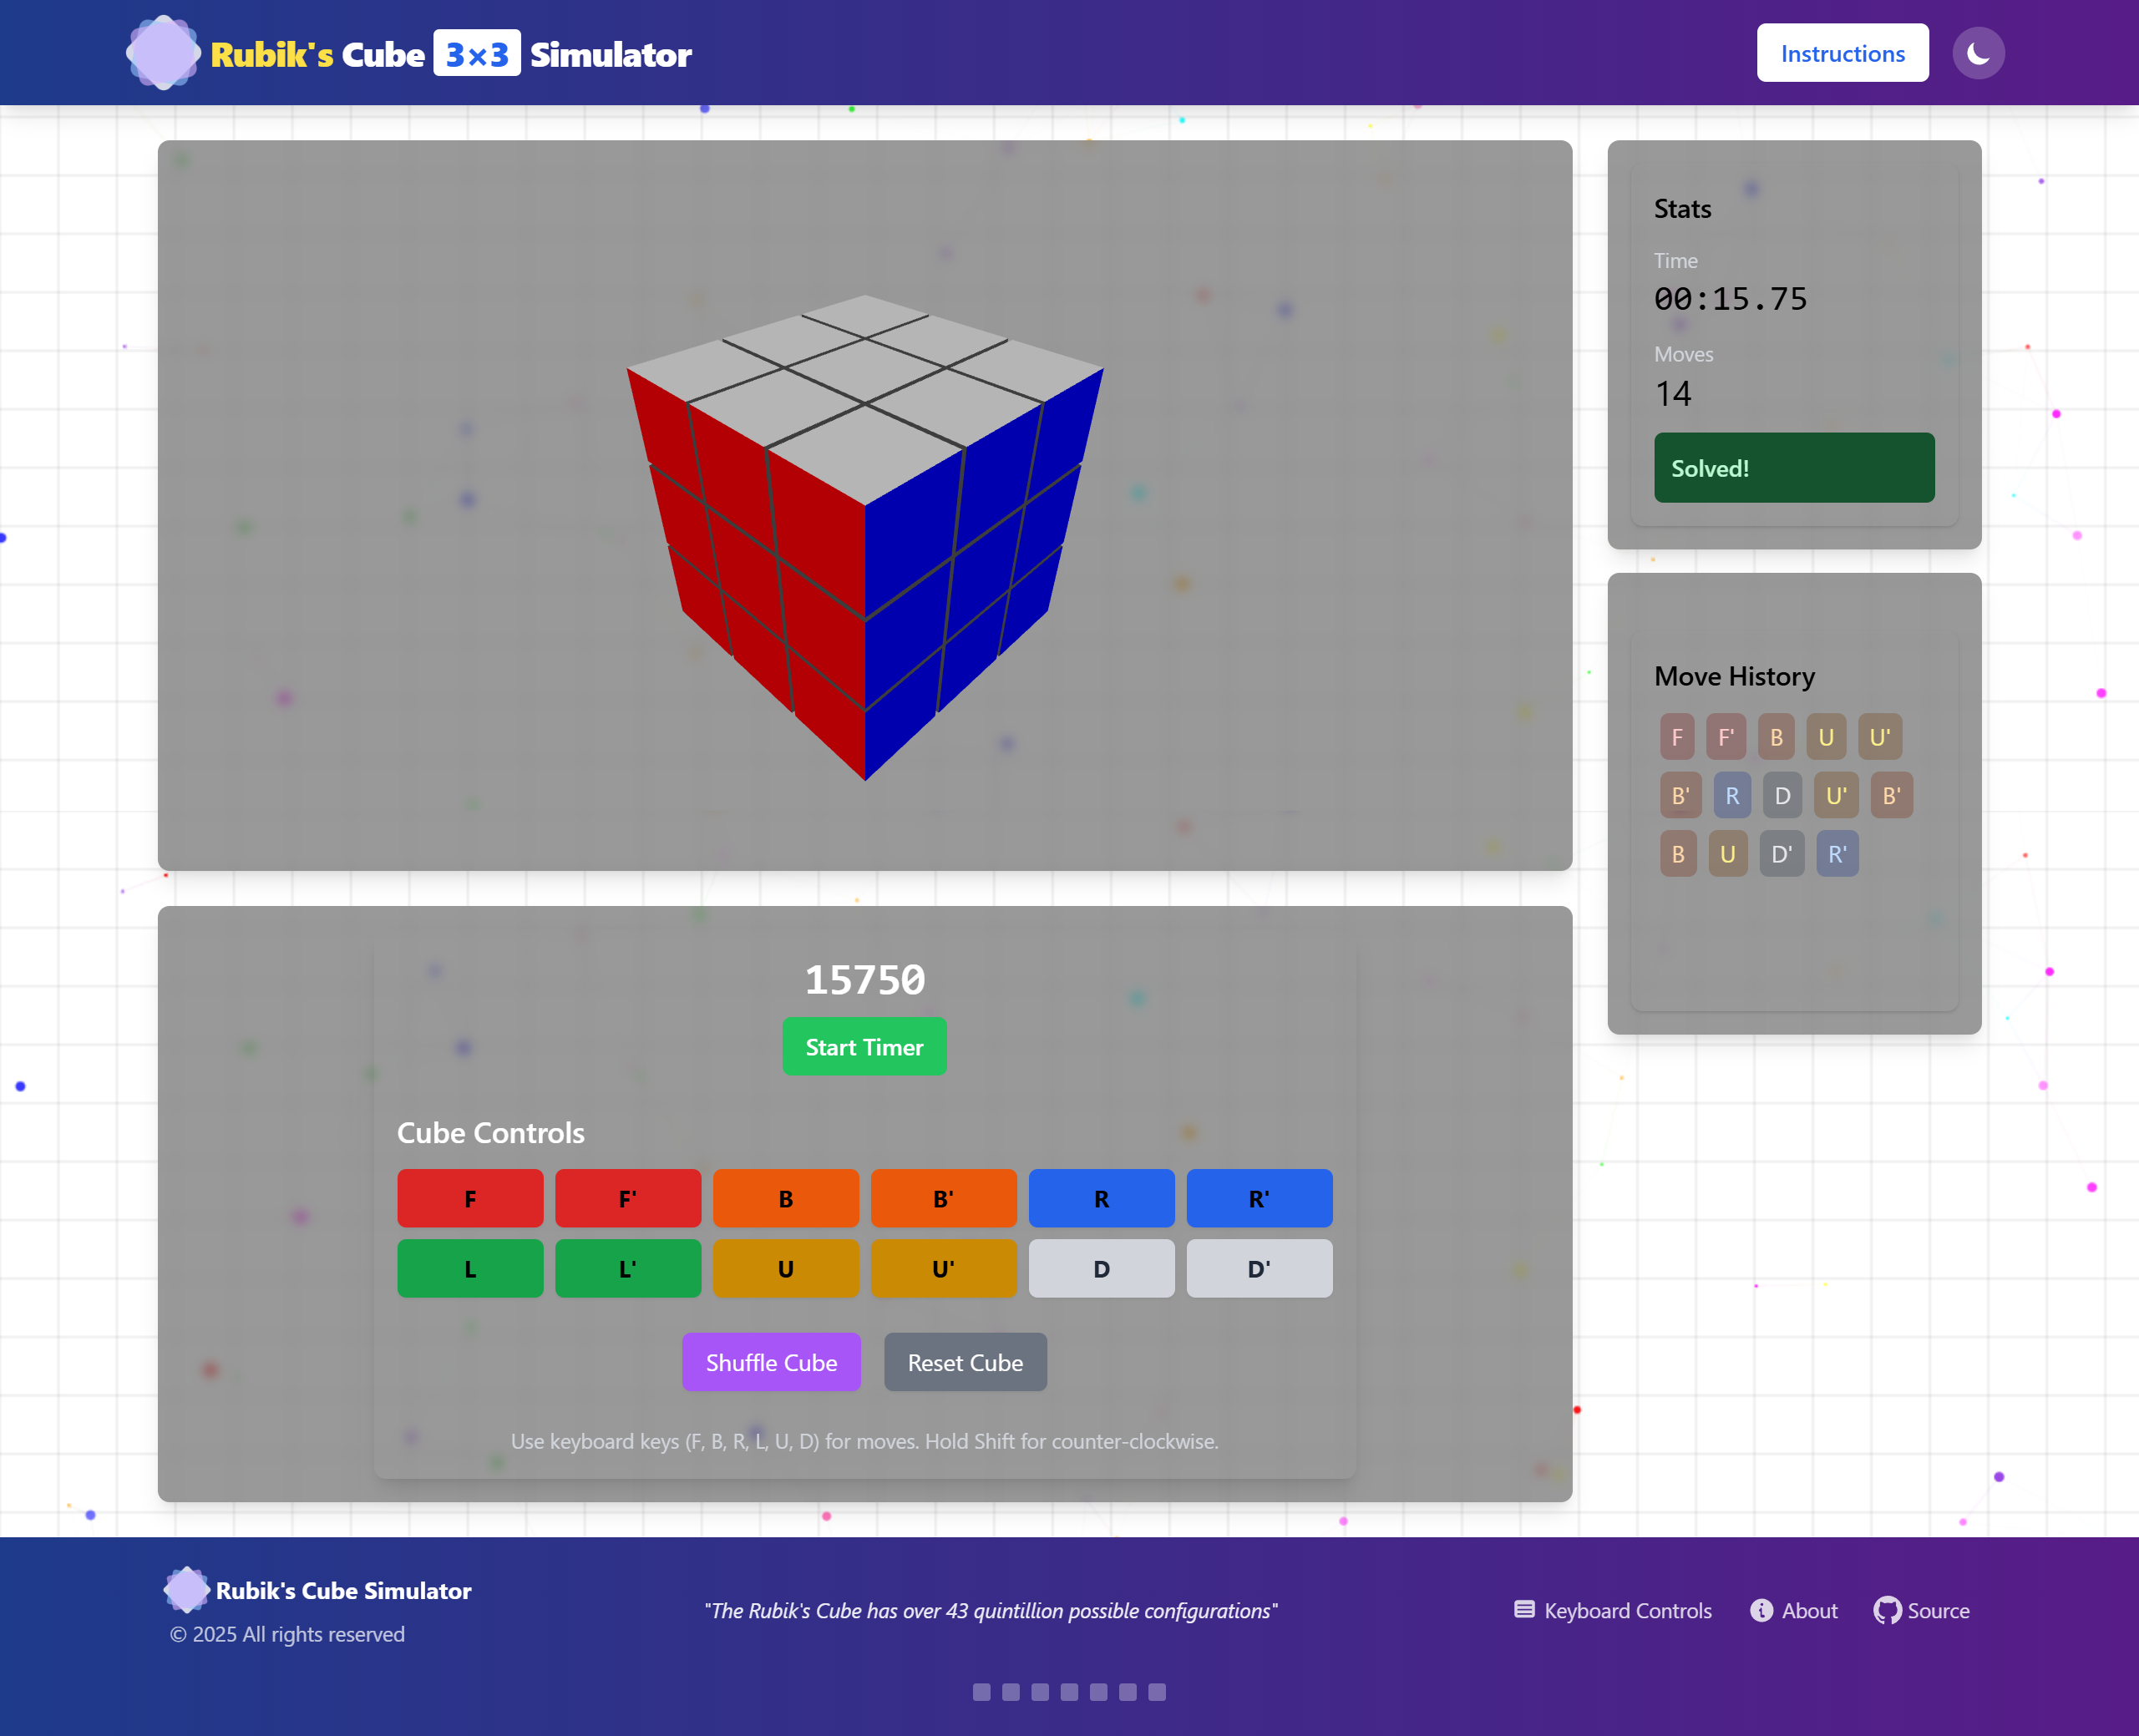 Rubik's Cube 3×3 Simulator
Instructions
Stats
Time
00:15.75
Moves
14
Solved!
Move History
F F' B U U'
B' R D U' B'
B U D' R'
15750
Start Timer
Cube Controls
F F' B B' R R'
L L' U U' D D'
Shuffle Cube Reset Cube
Use keyboard keys (F, B, R, L, U, D) for moves. Hold Shift for counter-clockwise.
Rubik's Cube Simulator
© 2025 All rights reserved
"The Rubik's Cube has over 43 quintillion possible configurations"
Keyboard Controls About Source